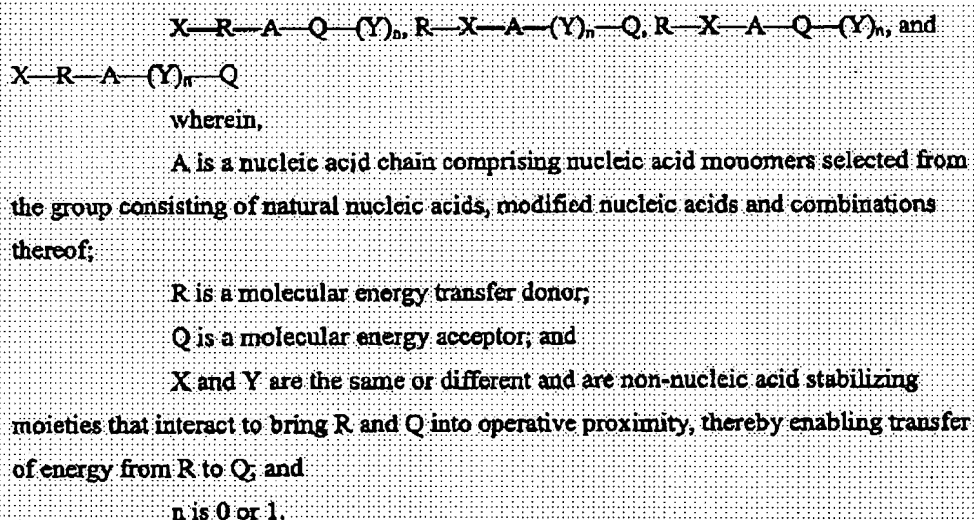 X—R—A—Q—(Y)n, R—X—A—(Y)n—Q, R—X—A—Q—(Y)n, and
X—R—A—(Y)n—Q
wherein,
A is a nucleic acid chain comprising nucleic acid monomers selected from
the group consisting of natural nucleic acids, modified nucleic acids and combinations
thereof;
R is a molecular energy transfer donor;
Q is a molecular energy acceptor; and
X and Y are the same or different and are non-nucleic acid stabilizing
moieties that interact to bring R and Q into operative proximity, thereby enabling transfer
of energy from R to Q; and
n is 0 or 1.